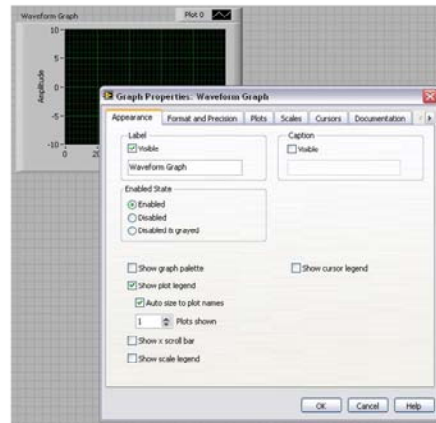 Waveform Graph Plot 0
10
5
0
-5
-10
Amplitude
0
Graph Properties: Waveform Graph
Appearance Format and Precision Plots Scales Cursors Documentation
Label
Visible
Waveform Graph
Caption
Visible
Enabled State
Enabled
Disabled
Disabled & grayed
Show graph palette
Show cursor legend
Show plot legend
Auto size to plot names
1 Plots shown
Show x scroll bar
Show scale legend
OK Cancel Help